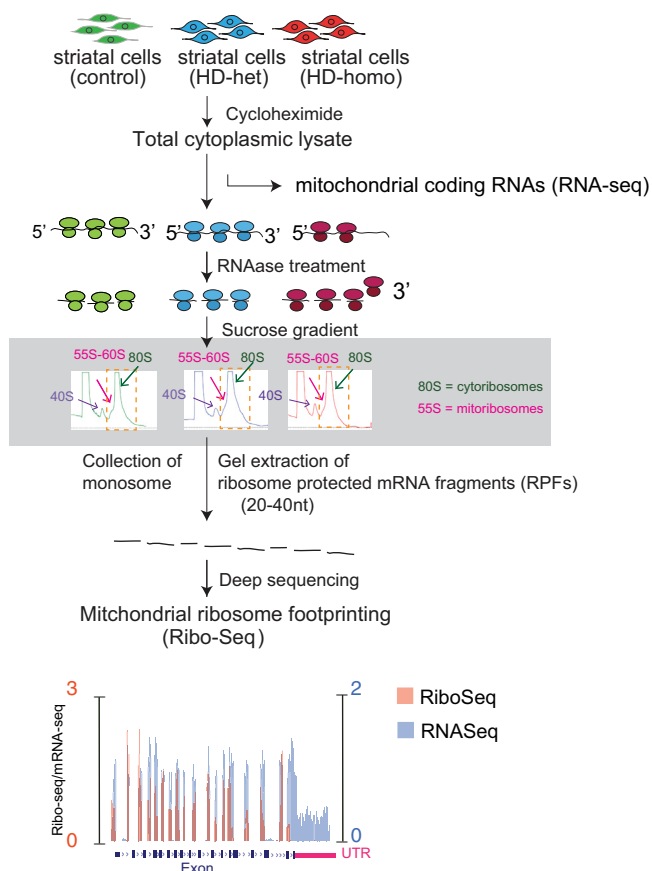 striatal cells
(control)
striatal cells
(HD-het)
striatal cells
(HD-homo)
Cycloheximide
Total cytoplasmic lysate
mitochondrial coding RNAs (RNA-seq)
5’
3’
5’
3’
5’
RNAase treatment
3’
Sucrose gradient
55S-60S
80S
40S
55S-60S
80S
40S
55S-60S
80S
40S
80S = cytoribosomes
55S = mitoribosomes
Collection of
monosome
Gel extraction of
ribosome protected mRNA fragments (RPFs)
(20-40nt)
Deep sequencing
Mitchondrial ribosome footprinting
(Ribo-Seq)
3
2
RiboSeq
RNASeq
Ribo-seq/mRNA-seq
0
0
UTR
Exon